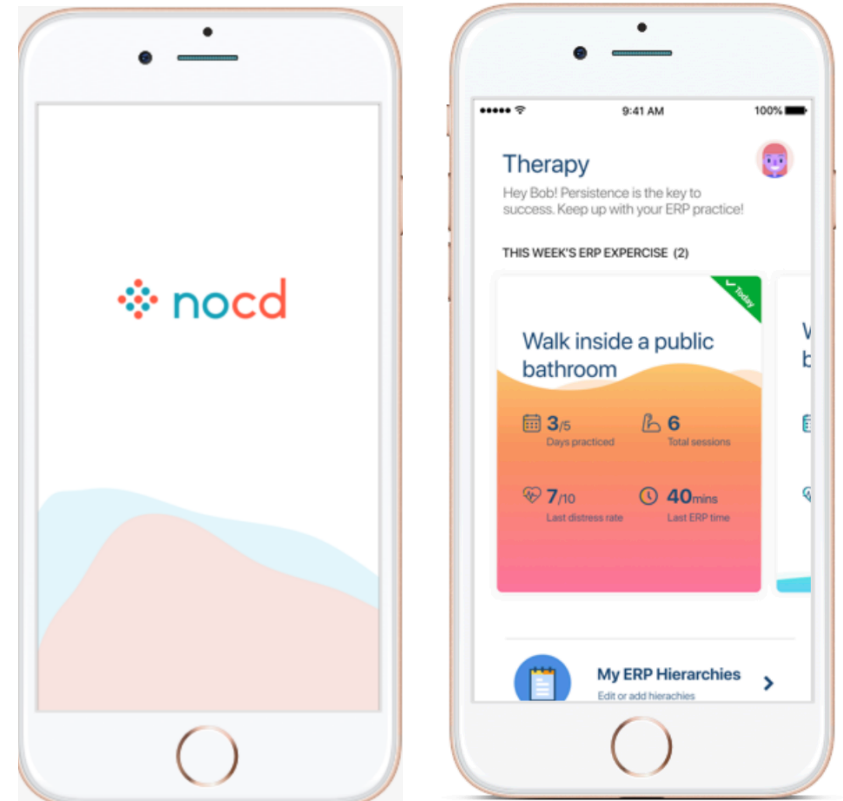 nocd
9:41 AM
100%
Therapy
Hey Bob! Persistence is the key to
success. Keep up with your ERP practice!
THIS WEEK'S ERP EXPERCISE (2)
Today
Walk inside a public
bathroom
3/5
Days practiced
6
Total sessions
7/10
Last distress rate
40mins
Last ERP time
My ERP Hierarchies
Edit or add hierachies